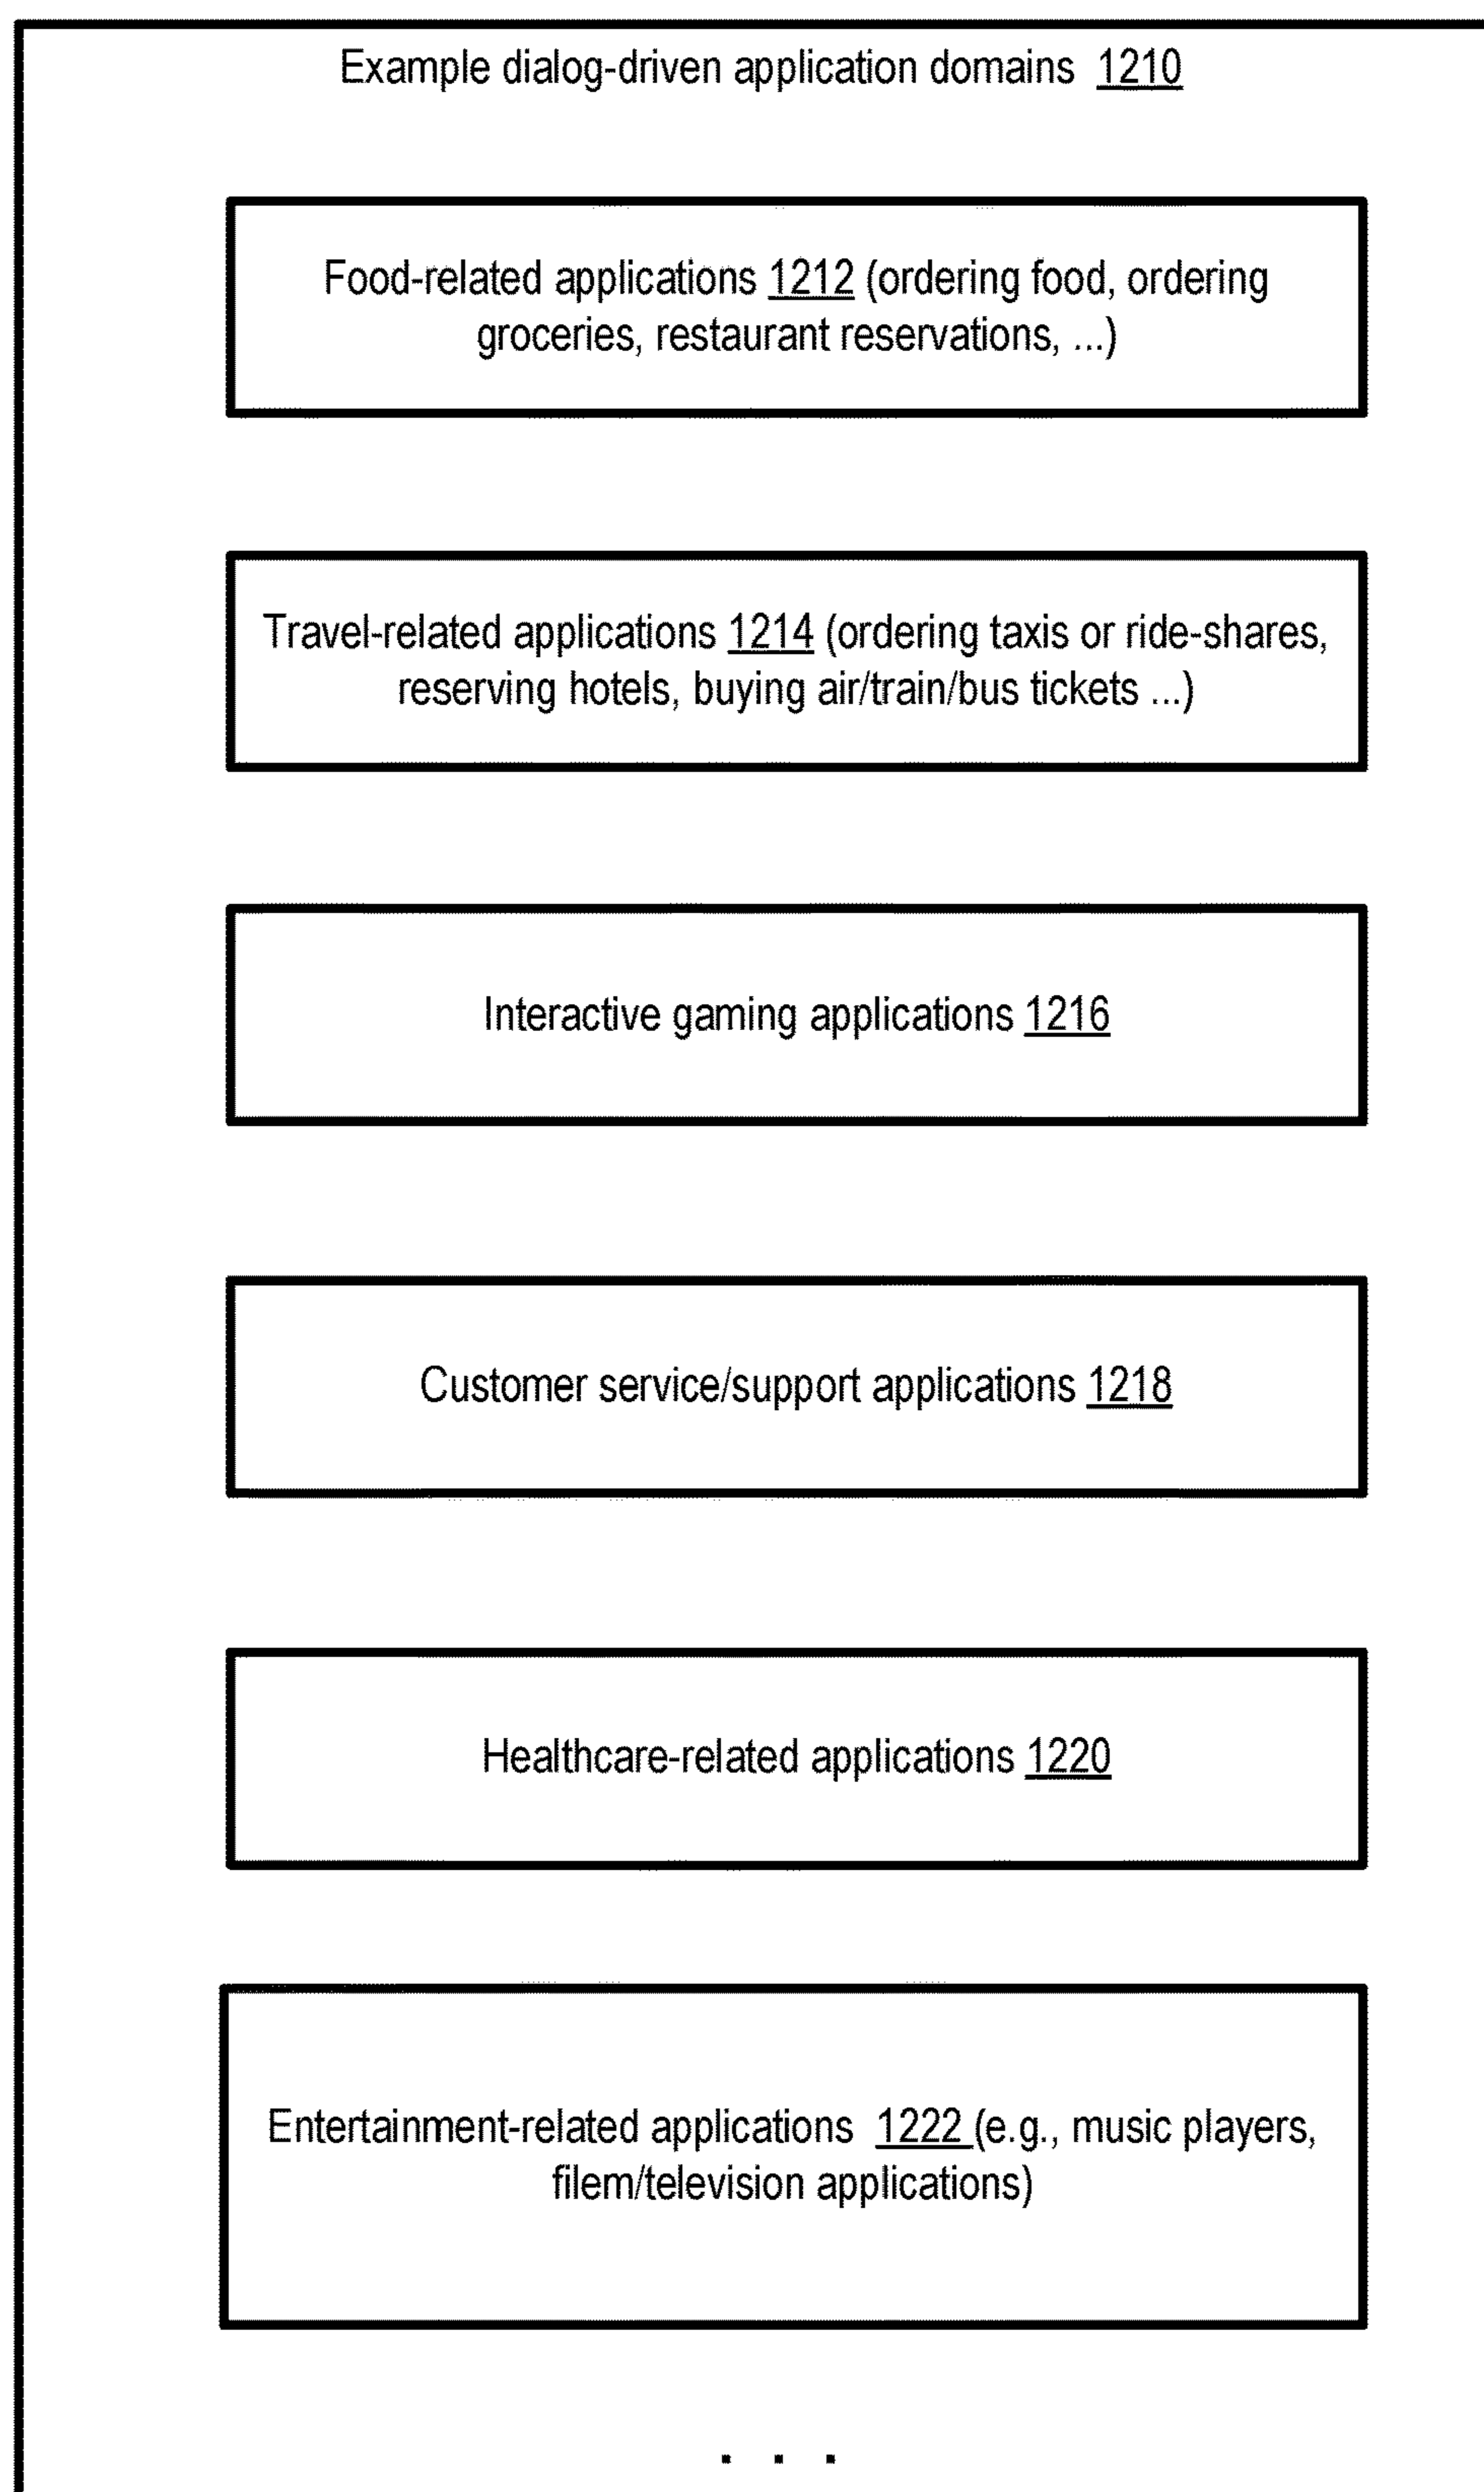 Example dialog-driven application domains 1210
Food-related applications 1212 (ordering food, ordering
groceries, restaurant reservations, ...)
Travel-related applications 1214 (ordering taxis or ride-shares,
reserving hotels, buying air/train/bus tickets ...)
Interactive gaming applications 1216
Customer service/support applications 1218
Healthcare-related applications 1220
Entertainment-related applications 1222 (e.g., music players,
filem/television applications)
. . .